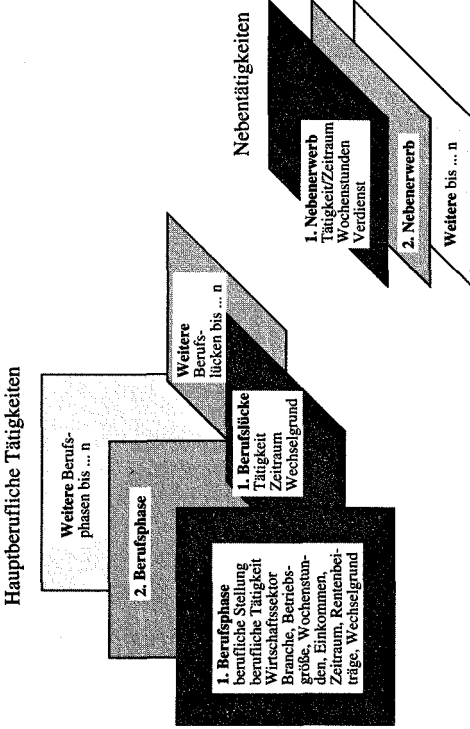 Hauptberufliche Tätigkeiten
Weitere Berufs-
phasen bis ... n
2. Berufsphase
1. Berufsphase
berufliche Stellung
berufliche Tätigkeit
Wirtschaftssektor
Branche, Betriebs-
größe, Wochenstun-
den, Einkommen,
Zeitraum, Rentenbei-
träge, Wechselgrund
Weitere
Berufs-
lücken bis ... n
1. Berufslücke
Tätigkeit
Zeitraum
Wechselgrund
Nebentätigkeiten
1. Nebenerwerb
Tätigkeit/Zeitraum
Wochenstunden
Verdienst
2. Nebenerwerb
Weitere bis ... n